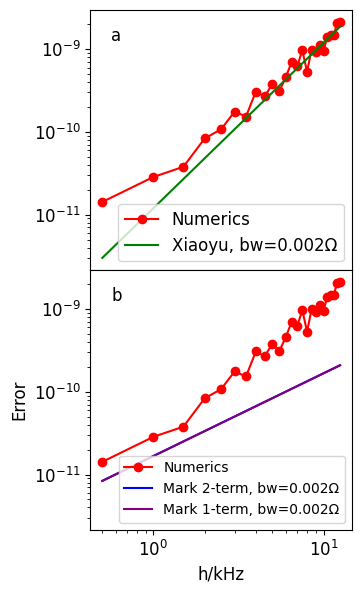 a
10⁻⁹
10⁻¹⁰
10⁻¹¹
Numerics
Xiaoyu, bw=0.002Ω
b
10⁻⁹
10⁻¹⁰
10⁻¹¹
Error
Numerics
Mark 2-term, bw=0.002Ω
Mark 1-term, bw=0.002Ω
10⁰
10¹
h/kHz